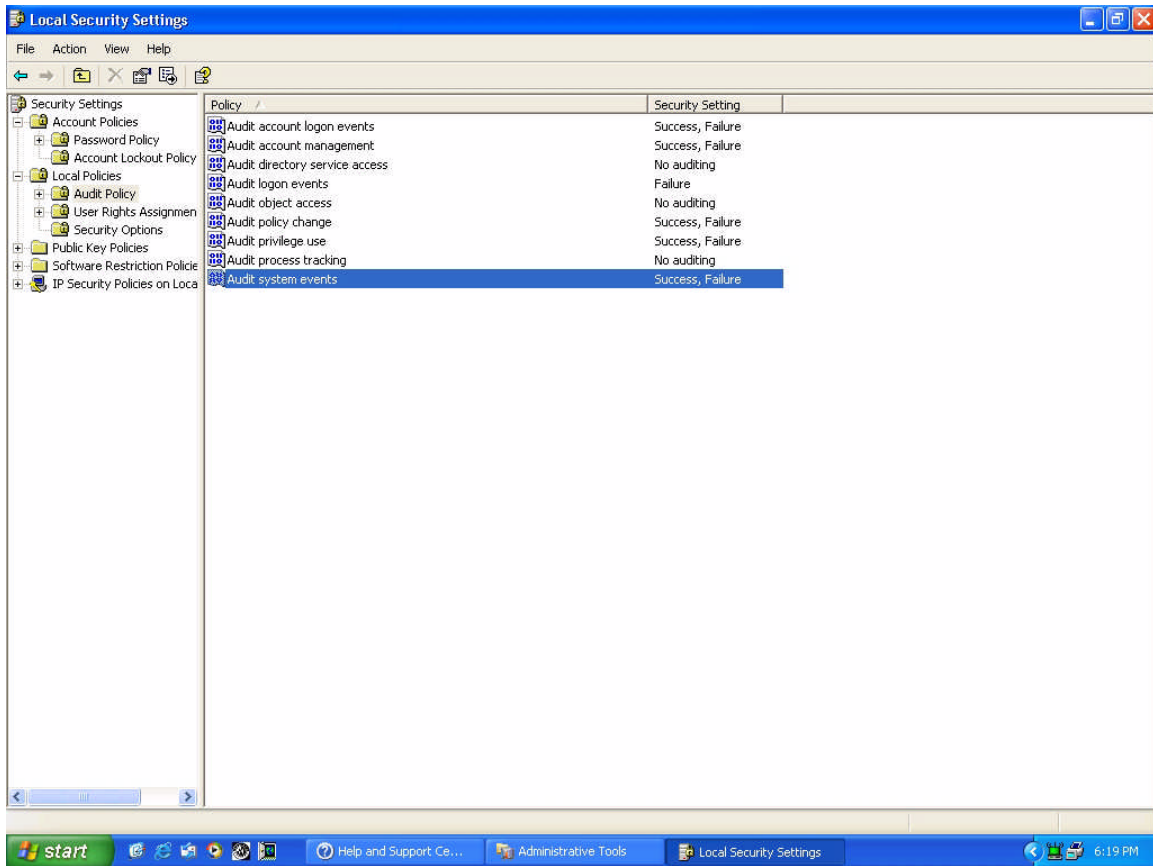 Local Security Settings
File Action View Help
Security Settings
Account Policies
Password Policy
Account Lockout Policy
Local Policies
Audit Policy
User Rights Assignmen
Security Options
Public Key Policies
Software Restriction Policie
IP Security Policies on Loca
Policy Security Setting
Audit account logon events Success, Failure
Audit account management Success, Failure
Audit directory service access No auditing
Audit logon events Failure
Audit object access No auditing
Audit policy change Success, Failure
Audit privilege use Success, Failure
Audit process tracking No auditing
Audit system events Success, Failure
start Help and Support Ce... Administrative Tools Local Security Settings 6:19 PM